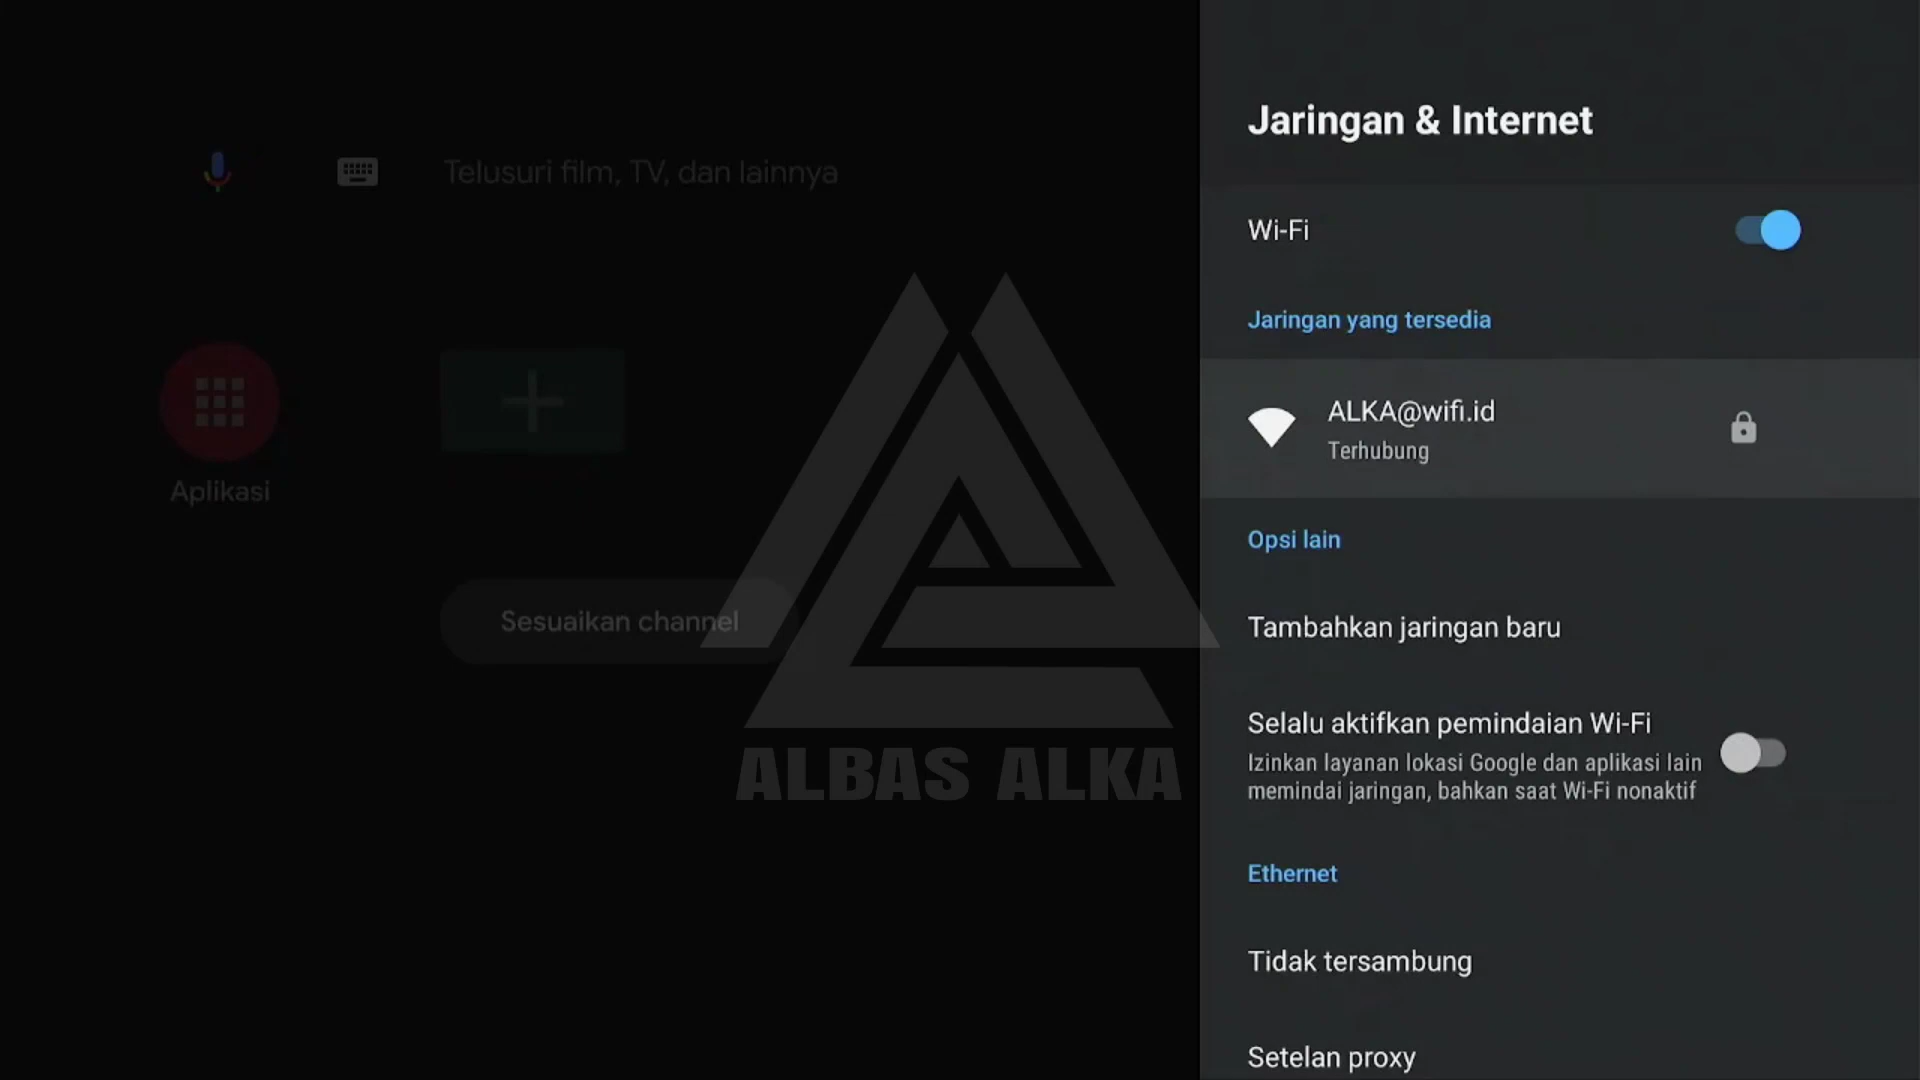 Telusuri film, TV, dan lainnya
Aplikasi
Sesuaikan channel
ALBAS ALKA
Jaringan & Internet
Wi-Fi
Jaringan yang tersedia
ALKA@wifi.id
Terhubung
Opsi lain
Tambahkan jaringan baru
Selalu aktifkan pemindaian Wi-Fi
Izinkan layanan lokasi Google dan aplikasi lain
memindai jaringan, bahkan saat Wi-Fi nonaktif
Ethernet
Tidak tersambung
Setelan proxy